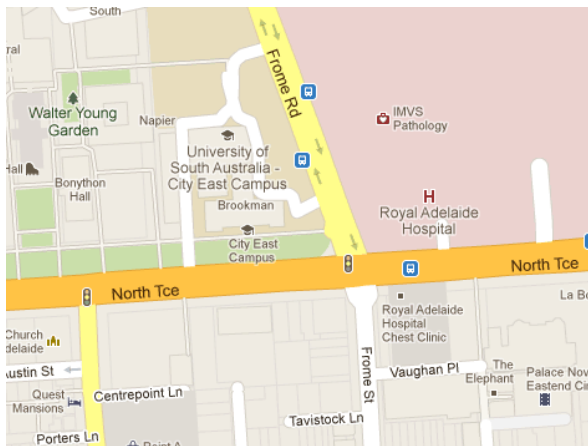 South
Frome Rd
ntral
Walter Young
Garden
Napier
IMVS
Pathology
University of
South Australia -
City East Campus
Hall
Bonython
Hall
Brookman
H
Royal Adelaide
Hospital
City East
Campus
North Tce
North Tce
La Bo
Royal Adelaide
Hospital
Chest Clinic
Church
delaide
Frome St
Austin St
Vaughan Pl
The
Elephant
Palace Nov
Eastend Cin
Quest
Mansions
Centrepoint Ln
Tavistock Ln
Porters Ln
Point A